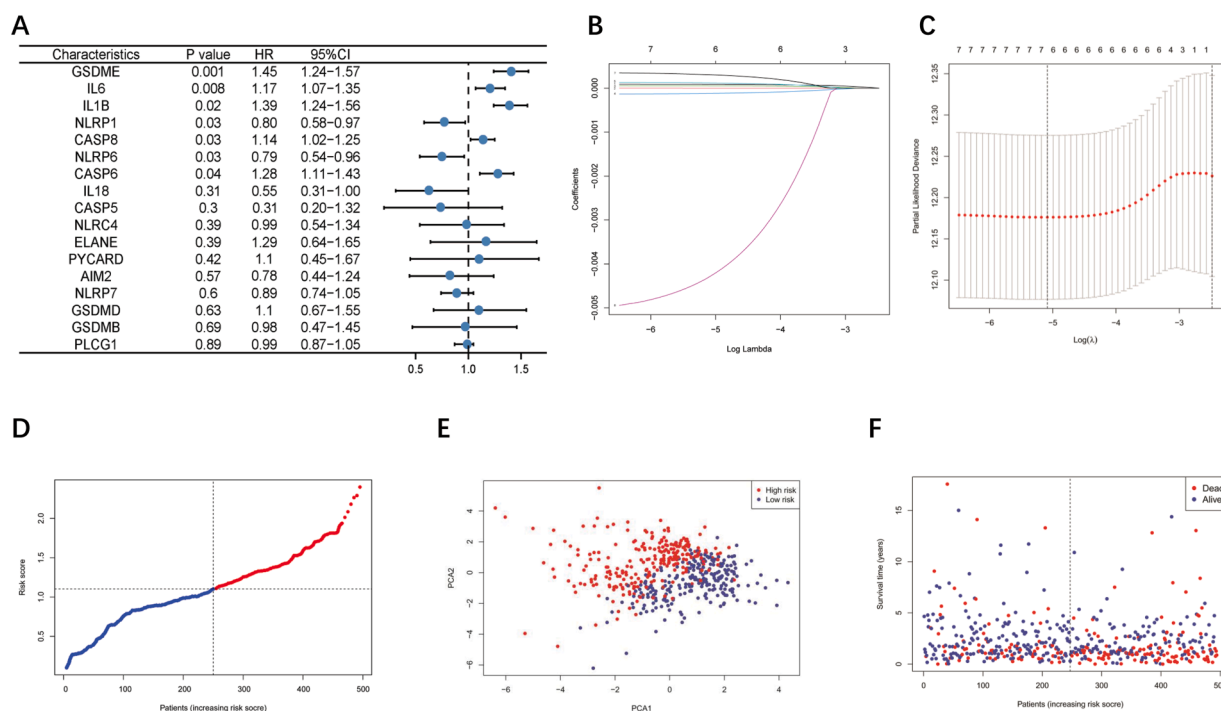 A
Characteristics P value HR 95%CI
GSDME 0.001 1.45 1.24-1.57
IL6 0.008 1.17 1.07-1.35
IL1B 0.02 1.39 1.24-1.56
NLRP1 0.03 0.80 0.58-0.97
CASP8 0.03 1.14 1.02-1.25
NLRP6 0.03 0.79 0.54-0.96
CASP6 0.04 1.28 1.11-1.43
IL18 0.31 0.55 0.31-1.00
CASP5 0.3 0.31 0.20-1.32
NLRC4 0.39 0.99 0.54-1.34
ELANE 0.39 1.29 0.64-1.65
PYCARD 0.42 1.1 0.45-1.67
AIM2 0.57 0.78 0.44-1.24
NLRP7 0.6 0.89 0.74-1.05
GSDMD 0.63 1.1 0.67-1.55
GSDMB 0.69 0.98 0.47-1.45
PLCG1 0.89 0.99 0.87-1.05
0.5 1.0 1.5
B
7 6 6 3
0.000
-0.001
-0.002
-0.003
-0.004
-0.005
Coefficients
-6 -5 -4 -3
Log Lambda
C
7 7 7 7 7 7 7 7 6 6 6 6 6 6 6 6 4 3 1 1
12.35
12.30
12.25
12.20
12.15
12.10
Partial Likelihood Deviance
-6 -5 -4 -3
Log(λ)
D
2.0
1.5
1.0
0.5
Risk score
0 100 200 300 400 500
Patients (increasing risk socre)
E
High risk
Low risk
4
2
0
-2
-4
-6
PCA2
-6 -4 -2 0 2 4
PCA1
F
Dead
Alive
15
10
5
0
Survival time (years)
0 100 200 300 400 500
Patients (increasing risk socre)